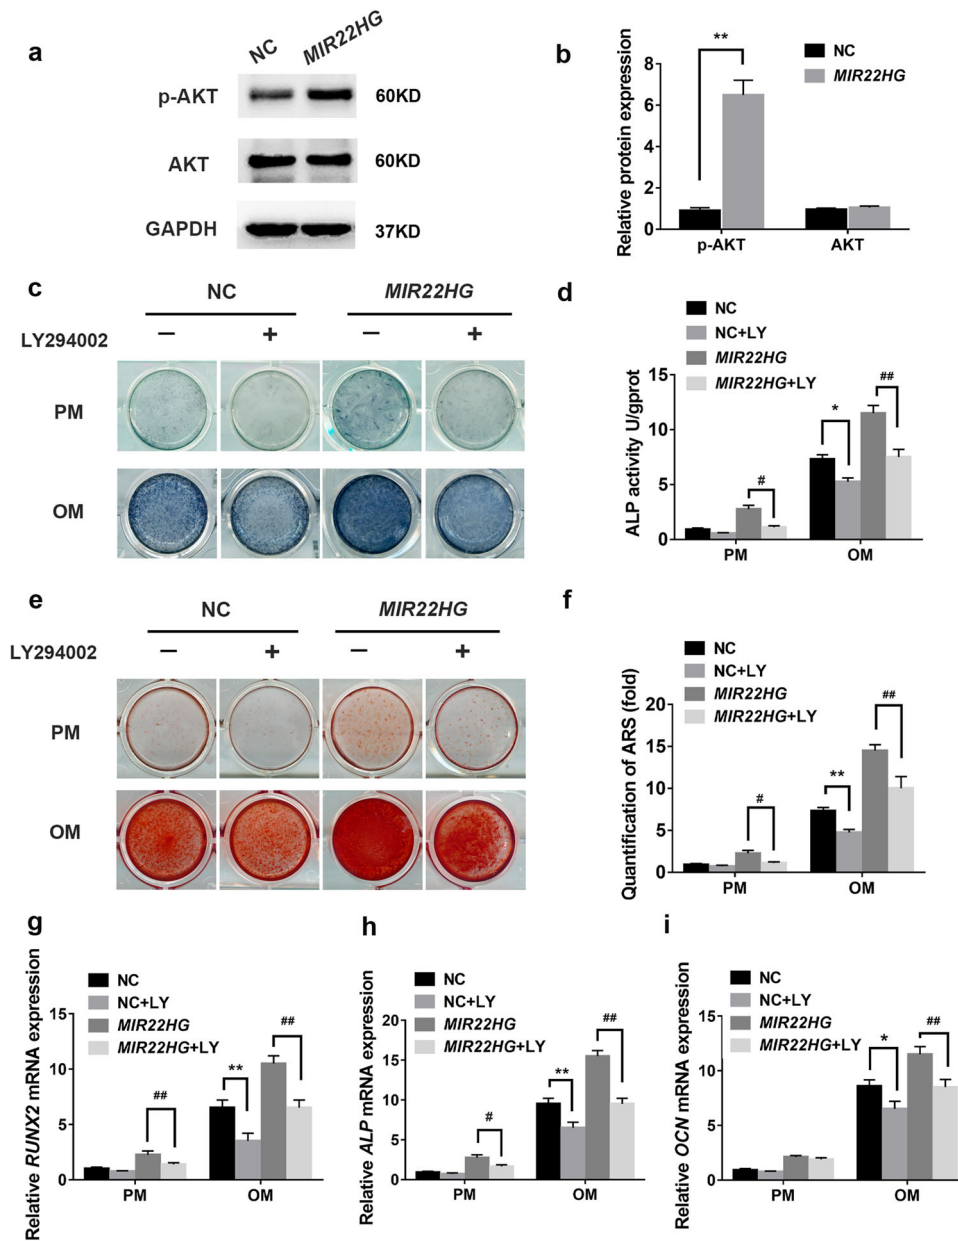 a
NC MIR22HG
p-AKT 60KD
AKT 60KD
GAPDH 37KD
b
NC
MIR22HG
**
Relative protein expression
8
6
4
2
0
p-AKT AKT
c
NC MIR22HG
LY294002 − + − +
PM
OM
d
NC
NC+LY
MIR22HG
MIR22HG+LY
ALP activity U/gprot
15
10
5
0
# * ##
PM OM
e
NC MIR22HG
LY294002 − + − +
PM
OM
f
NC
NC+LY
MIR22HG
MIR22HG+LY
Quantification of ARS (fold)
20
15
10
5
0
# ** ##
PM OM
g
NC
NC+LY
MIR22HG
MIR22HG+LY
Relative RUNX2 mRNA expression
15
10
5
0
## ** ##
PM OM
h
NC
NC+LY
MIR22HG
MIR22HG+LY
Relative ALP mRNA expression
20
15
10
5
0
# ** ##
PM OM
i
NC
NC+LY
MIR22HG
MIR22HG+LY
Relative OCN mRNA expression
15
10
5
0
* ##
PM OM